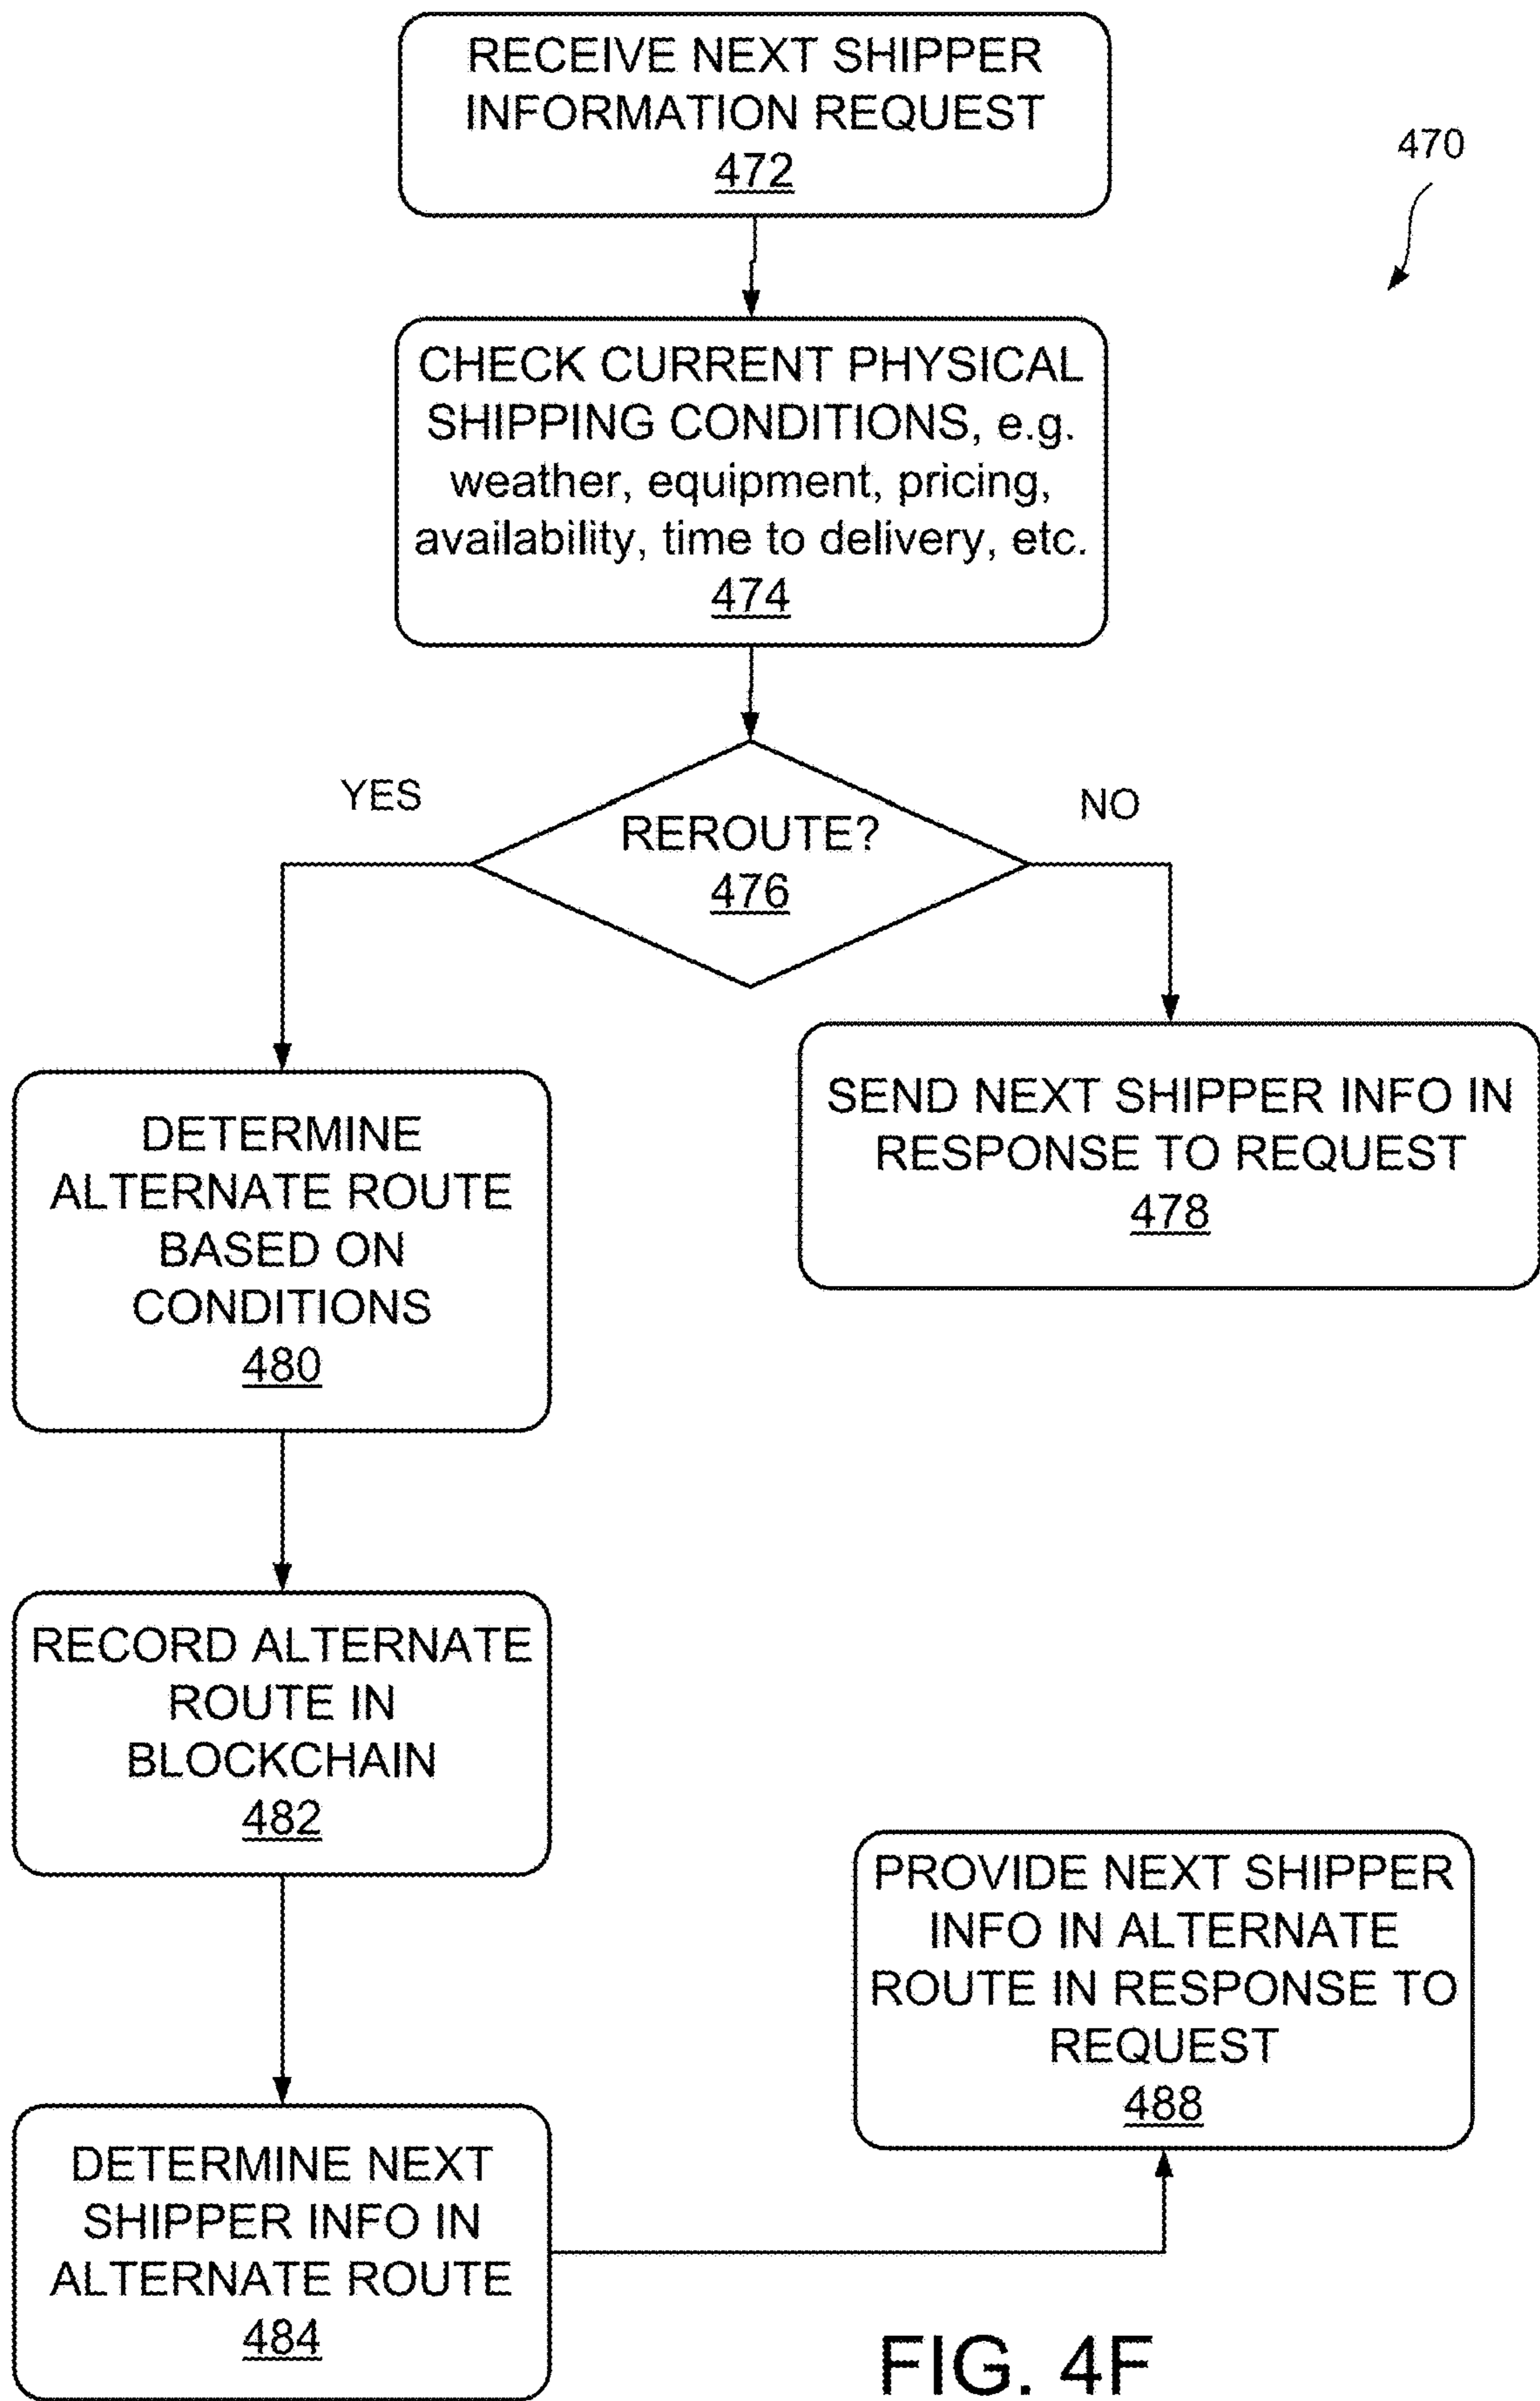 RECEIVE NEXT SHIPPER
INFORMATION REQUEST
472
470
CHECK CURRENT PHYSICAL
SHIPPING CONDITIONS, e.g.
weather, equipment, pricing,
availability, time to delivery, etc.
474
YES
NO
REROUTE?
476
SEND NEXT SHIPPER INFO IN
RESPONSE TO REQUEST
478
DETERMINE
ALTERNATE ROUTE
BASED ON
CONDITIONS
480
RECORD ALTERNATE
ROUTE IN
BLOCKCHAIN
482
DETERMINE NEXT
SHIPPER INFO IN
ALTERNATE ROUTE
484
PROVIDE NEXT SHIPPER
INFO IN ALTERNATE
ROUTE IN RESPONSE TO
REQUEST
488
FIG. 4F